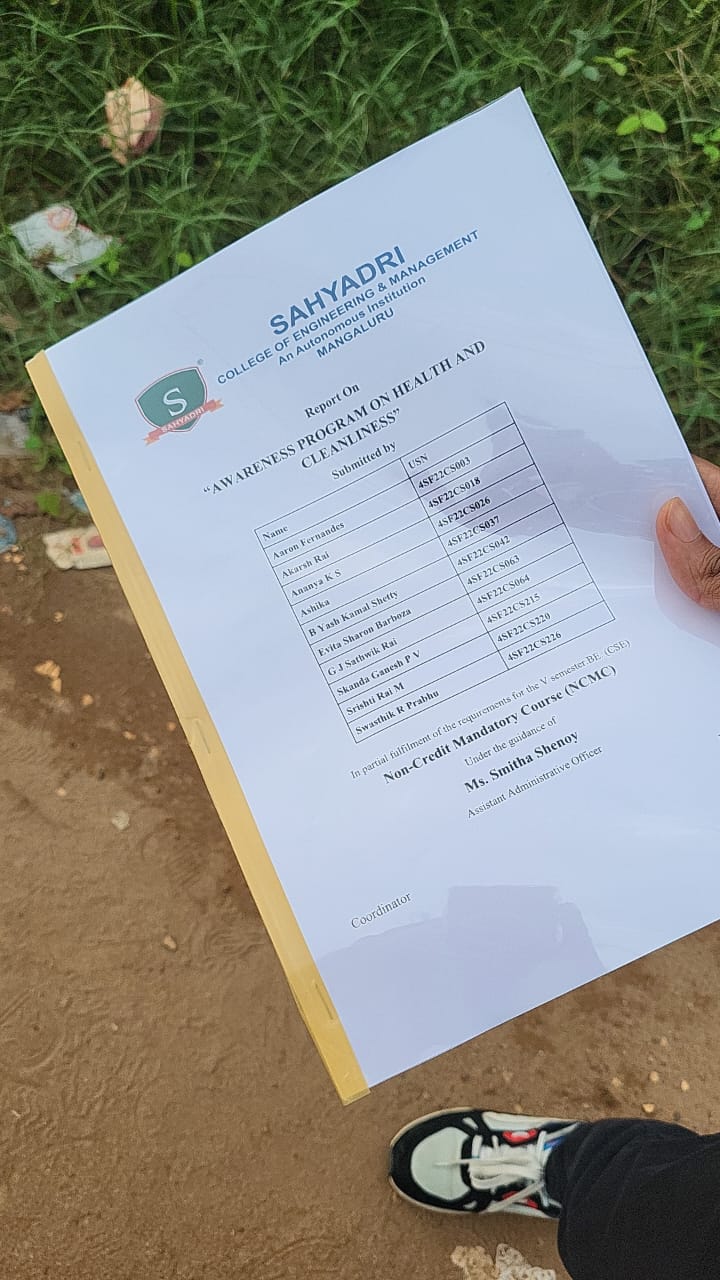 SAHYADRI
COLLEGE OF ENGINEERING & MANAGEMENT
An Autonomous Institution
MANGALURU
®
S
SAHYADRI
Report On
“AWARENESS PROGRAM ON HEALTH AND
CLEANLINESS”
Submitted by
Name USN
Aaron Fernandes 4SF22CS003
Akarsh Rai 4SF22CS018
Ananya K S 4SF22CS026
Ashika 4SF22CS037
B Yash Kamal Shetty 4SF22CS042
Evita Sharon Barboza 4SF22CS063
G J Sathwik Rai 4SF22CS064
Skanda Ganesh P V 4SF22CS215
Srishti Rai M 4SF22CS220
Swasthik R Prabhu 4SF22CS226
In partial fulfilment of the requirements for the V semester BE (CSE)
Non-Credit Mandatory Course (NCMC)
Under the guidance of
Ms. Smitha Shenoy
Assistant Administrative Officer
Coordinator